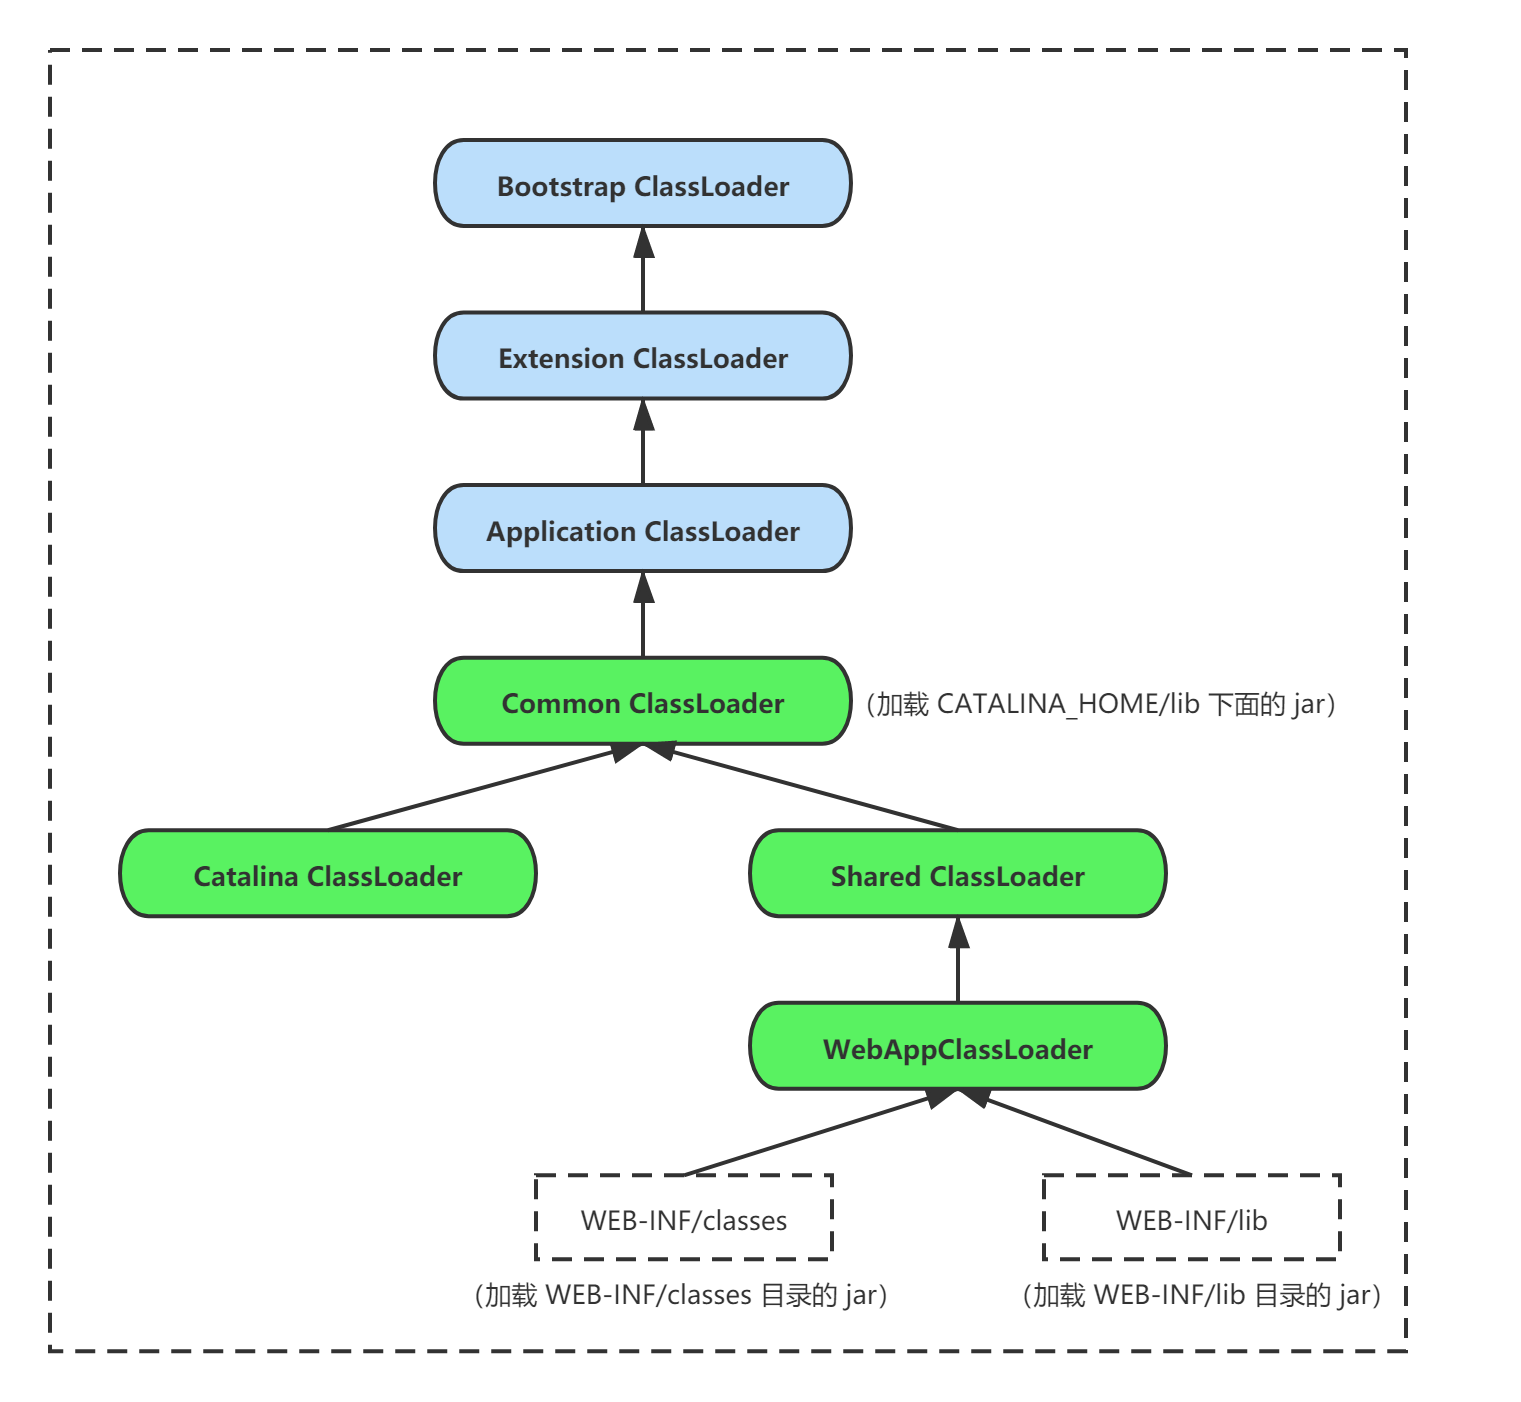 Bootstrap ClassLoader
Extension ClassLoader
Application ClassLoader
Common ClassLoader
（加载 CATALINA_HOME/lib 下面的 jar）
Catalina ClassLoader
Shared ClassLoader
WebAppClassLoader
WEB-INF/classes
WEB-INF/lib
（加载 WEB-INF/classes 目录的 jar）
（加载 WEB-INF/lib 目录的 jar）